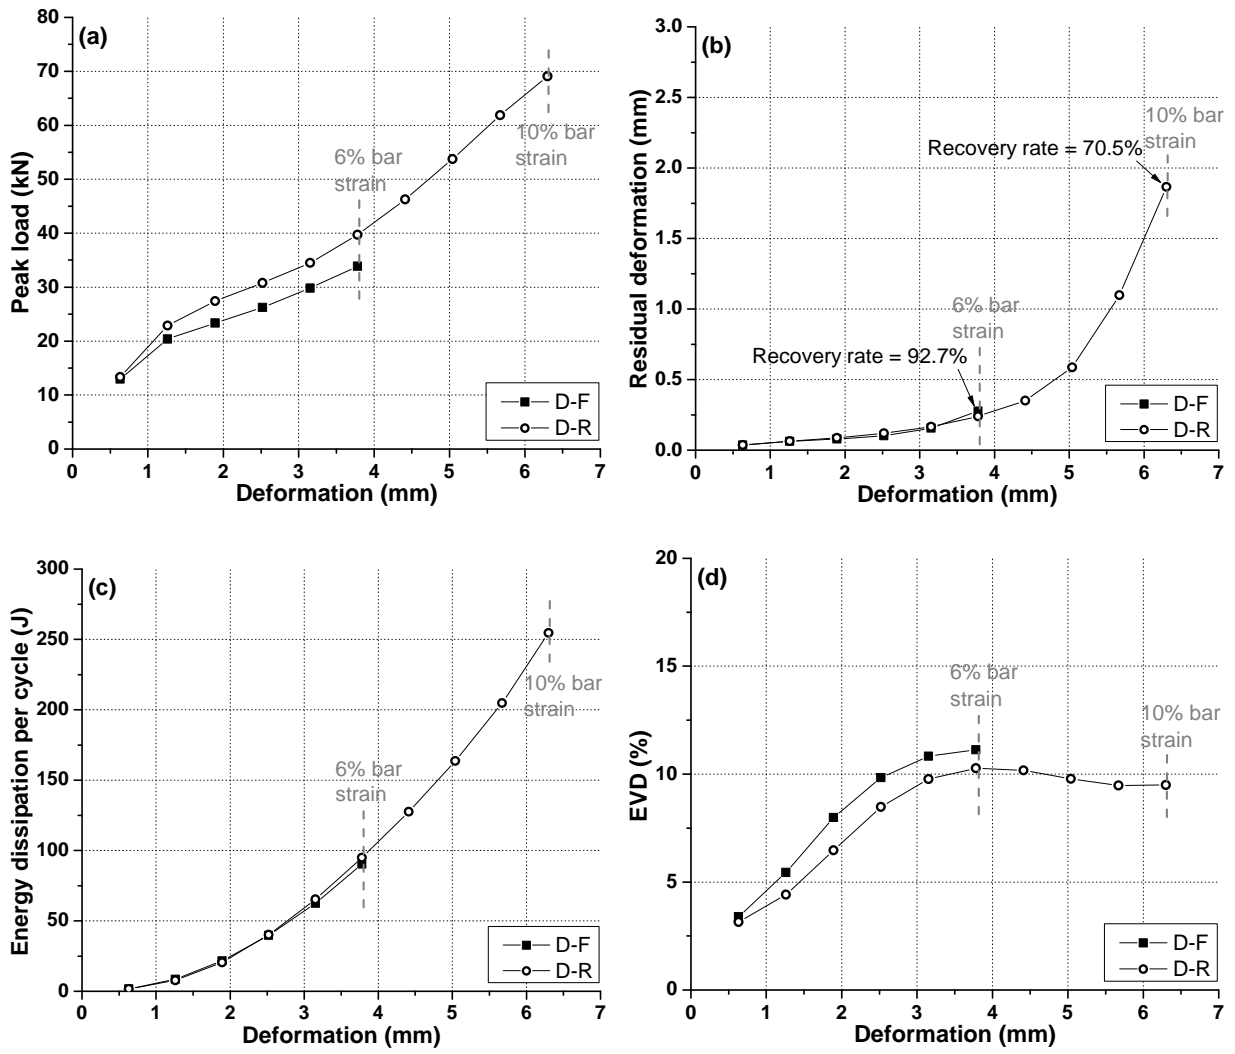 (a)
80
70
60
50
40
30
20
10
0
Peak load (kN)
6% bar
strain
10% bar
strain
D-F
D-R
0 1 2 3 4 5 6 7
Deformation (mm)
(b)
3.0
2.5
2.0
1.5
1.0
0.5
0.0
Residual deformation (mm)
10% bar
strain
Recovery rate = 70.5%
6% bar
strain
Recovery rate = 92.7%
D-F
D-R
0 1 2 3 4 5 6 7
Deformation (mm)
(c)
300
250
200
150
100
50
0
Energy dissipation per cycle (J)
10% bar
strain
6% bar
strain
D-F
D-R
0 1 2 3 4 5 6 7
Deformation (mm)
(d)
20
15
10
5
0
EVD (%)
6% bar
strain
10% bar
strain
D-F
D-R
0 1 2 3 4 5 6 7
Deformation (mm)